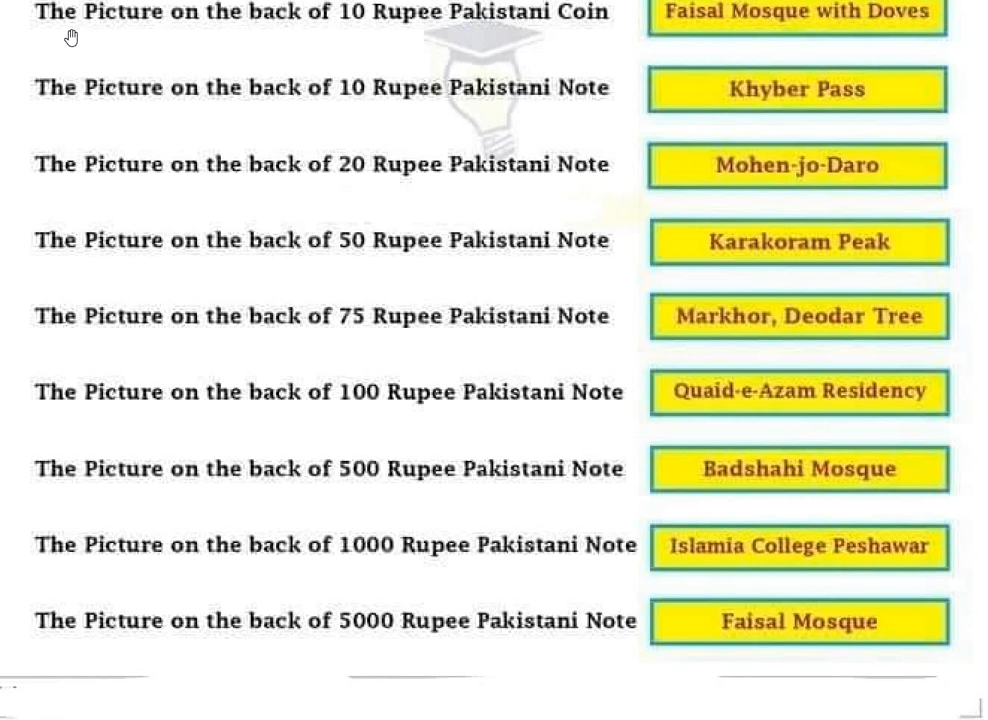 The Picture on the back of 10 Rupee Pakistani Coin Faisal Mosque with Doves
The Picture on the back of 10 Rupee Pakistani Note Khyber Pass
The Picture on the back of 20 Rupee Pakistani Note Mohen-jo-Daro
The Picture on the back of 50 Rupee Pakistani Note Karakoram Peak
The Picture on the back of 75 Rupee Pakistani Note Markhor, Deodar Tree
The Picture on the back of 100 Rupee Pakistani Note Quaid-e-Azam Residency
The Picture on the back of 500 Rupee Pakistani Note Badshahi Mosque
The Picture on the back of 1000 Rupee Pakistani Note Islamia College Peshawar
The Picture on the back of 5000 Rupee Pakistani Note Faisal Mosque